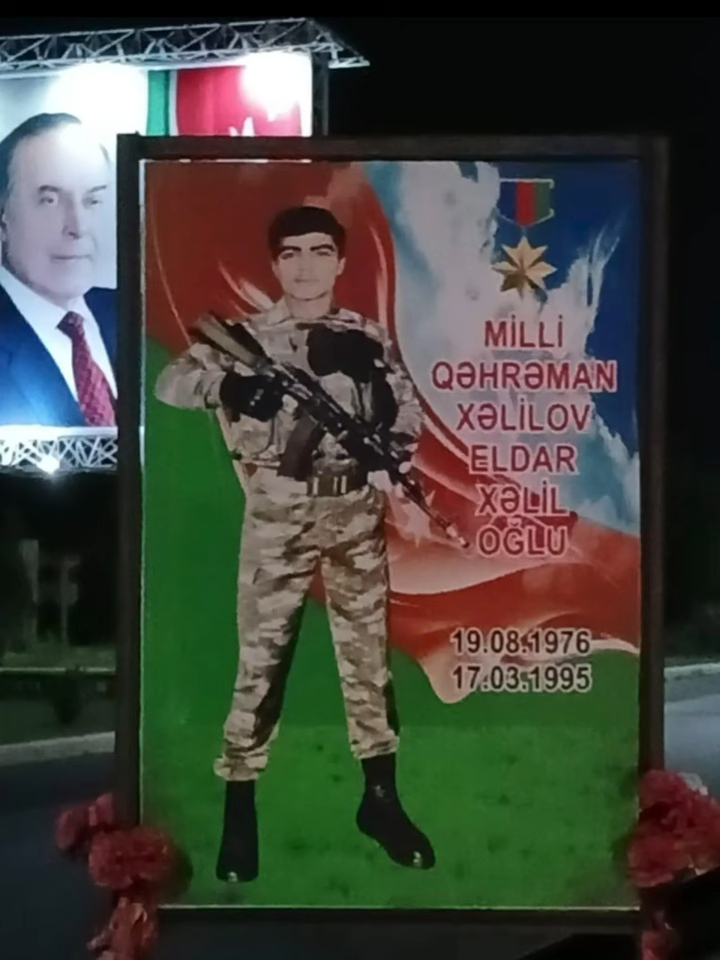 MİLLİ
QƏHRƏMAN
XƏLİLOV
ELDAR
XƏLİL
OĞLU
19.08.1976
17.03.1995